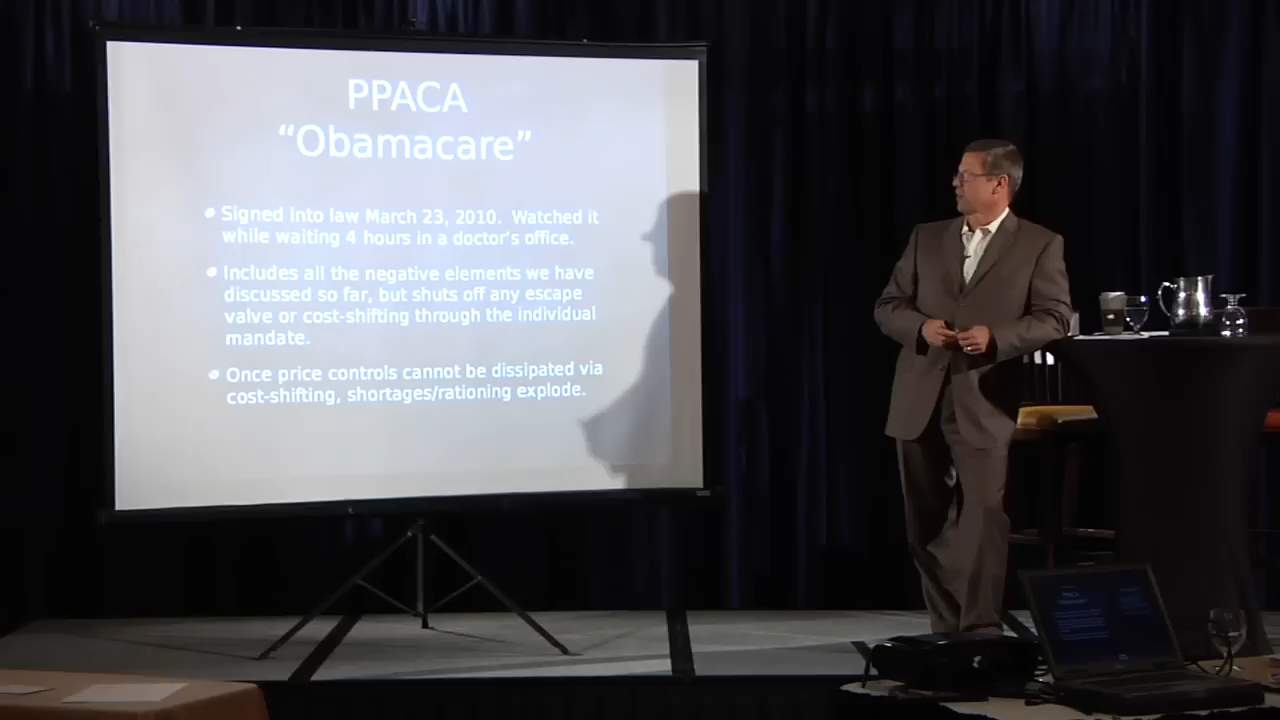 PPACA
“Obamacare”
Signed into law March 23, 2010. Watched it
while waiting 4 hours in a doctor’s office.
Includes all the negative elements we have
discussed so far, but shuts off any escape
valve or cost-shifting through the individual
mandate.
Once price controls cannot be dissipated via
cost-shifting, shortages/rationing explode.